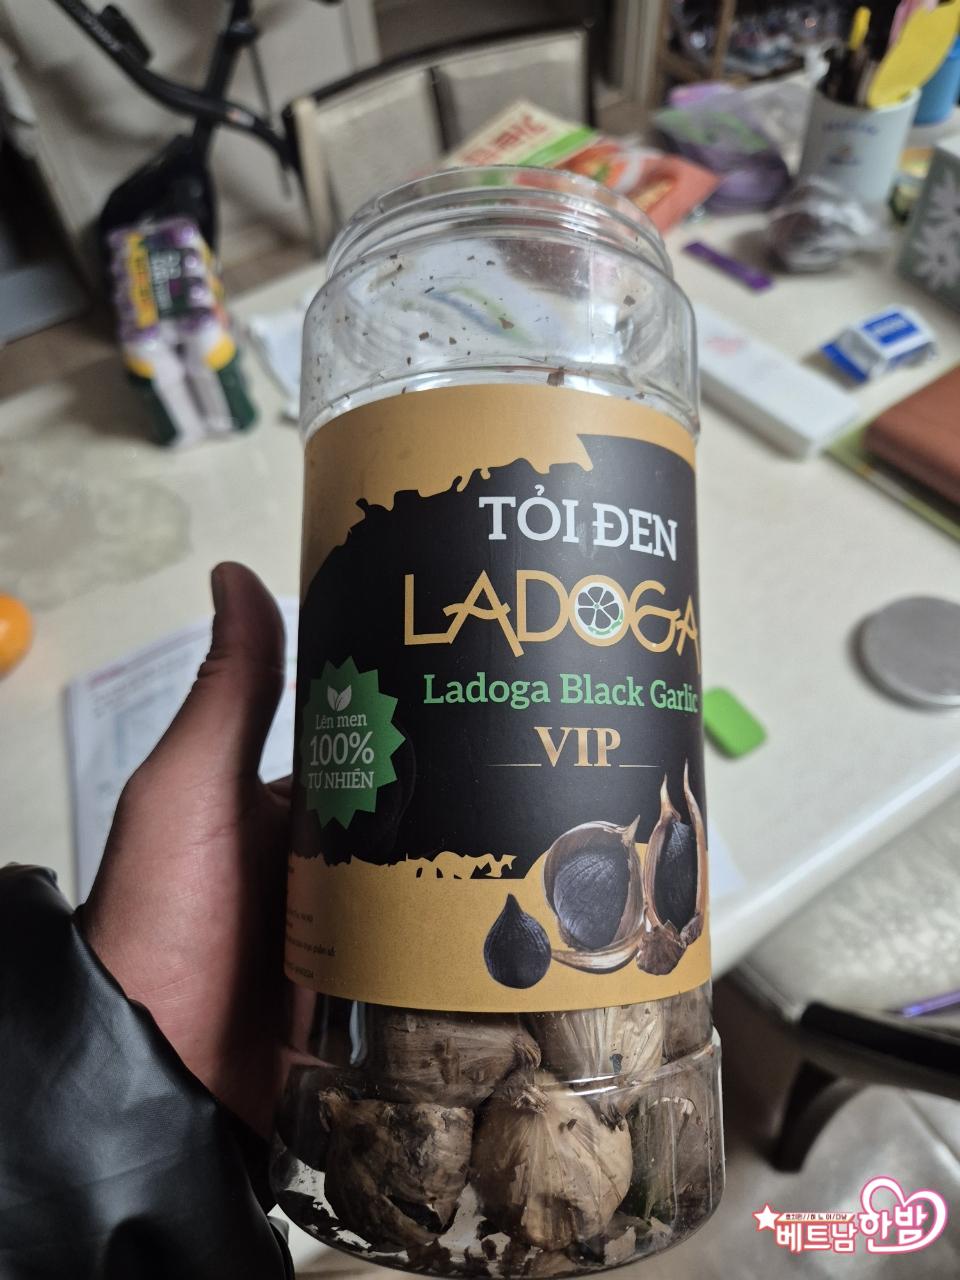 TỎI ĐEN
LADOGA
Ladoga Black Garlic
VIP
Lên men
100%
TỰ NHIÊN
베트남 한밤